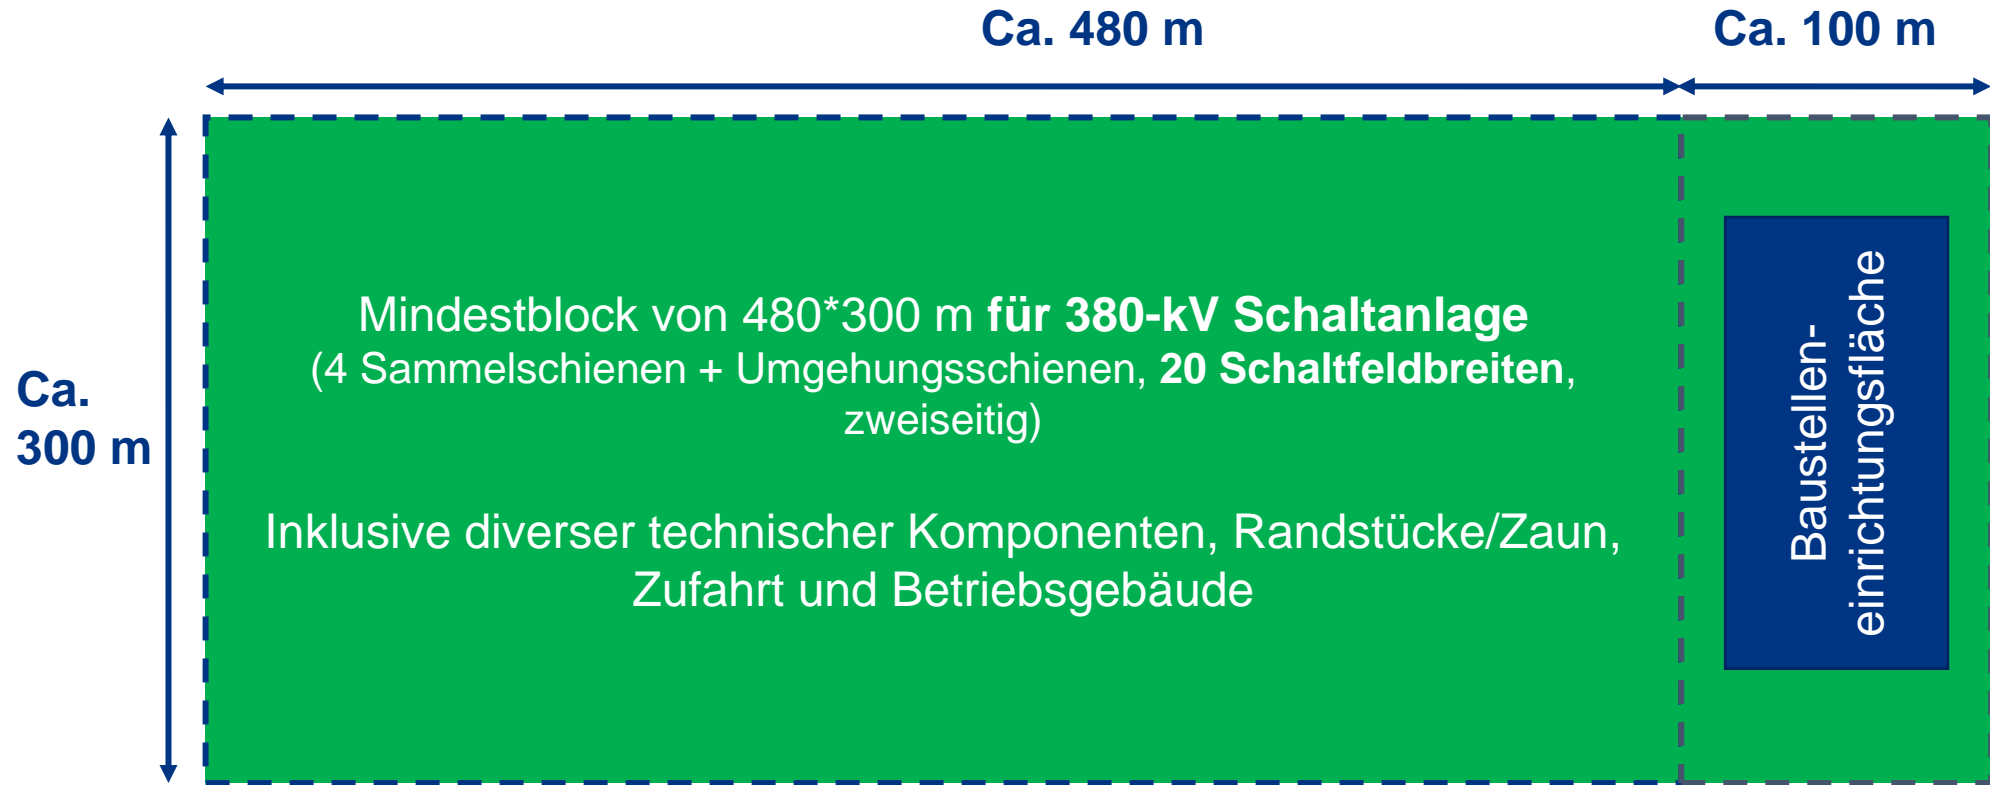 Ca. 480 m
Ca. 100 m
Ca.
300 m
Mindestblock von 480*300 m für 380-kV Schaltanlage
(4 Sammelschienen + Umgehungsschienen, 20 Schaltfeldbreiten,
zweiseitig)
Inklusive diverser technischer Komponenten, Randstücke/Zaun,
Zufahrt und Betriebsgebäude
Baustellen-
einrichtungsfläche